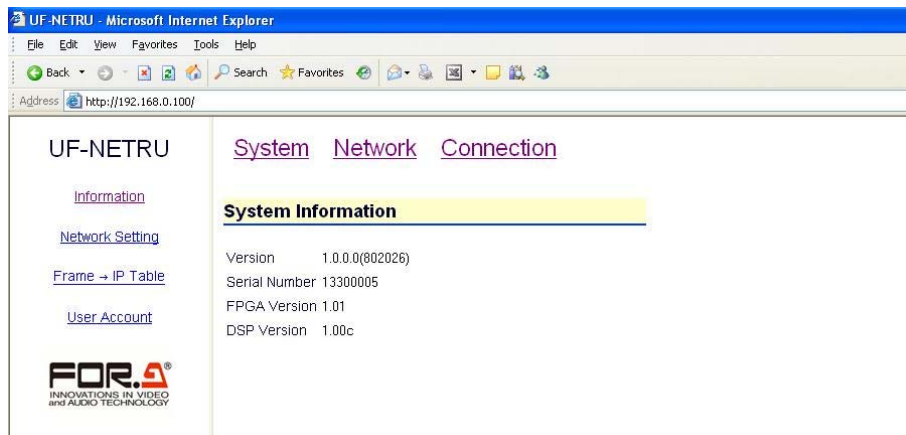 UF-NETRU - Microsoft Internet Explorer
File Edit View Favorites Tools Help
Back Search Favorites
Address http://192.168.0.100/
UF-NETRU
Information
Network Setting
Frame → IP Table
User Account
FOR.A®
INNOVATIONS IN VIDEO
and AUDIO TECHNOLOGY
System Network Connection
System Information
Version 1.0.0.0(802026)
Serial Number 13300005
FPGA Version 1.01
DSP Version 1.00c